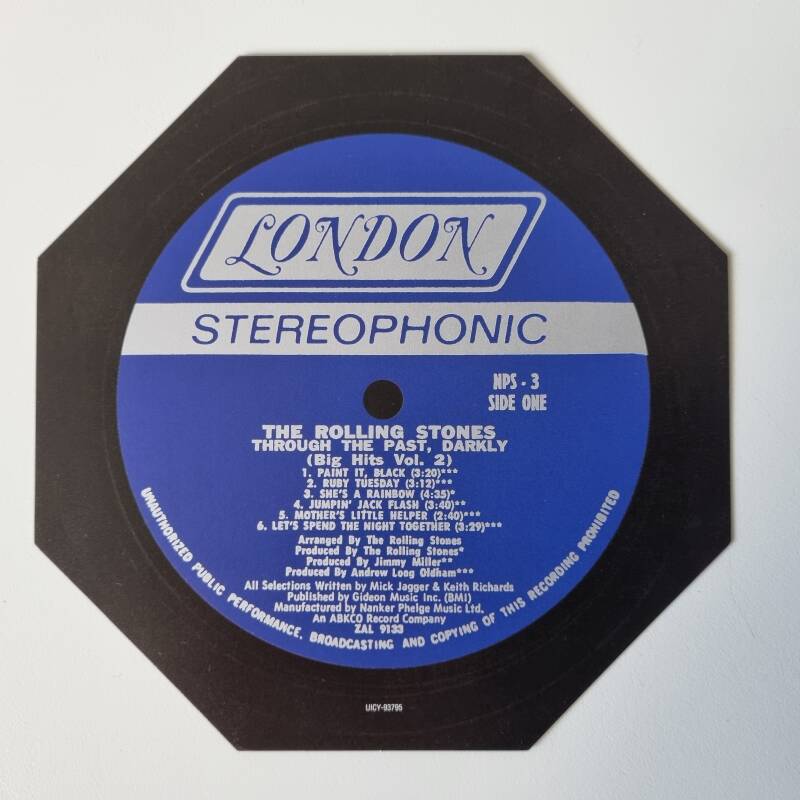 LONDON
STEREOPHONIC
NPS - 3
SIDE ONE
THE ROLLING STONES
THROUGH THE PAST, DARKLY
(Big Hits Vol. 2)
1. PAINT IT, BLACK (3:20)***
2. RUBY TUESDAY (3:12)***
3. SHE'S A RAINBOW (4:35)*
4. JUMPIN' JACK FLASH (3:40)**
5. MOTHER'S LITTLE HELPER (2:40)***
6. LET'S SPEND THE NIGHT TOGETHER (3:29)***
Arranged By The Rolling Stones
Produced By The Rolling Stones*
Produced By Jimmy Miller**
Produced By Andrew Loog Oldham***
All Selections Written by Mick Jagger & Keith Richards
Published by Gideon Music Inc. (BMI)
Manufactured by Nanker Phelge Music Ltd.
An ABKCO Record Company
ZAL 9133
UNAUTHORIZED PUBLIC PERFORMANCE, BROADCASTING AND COPYING OF THIS RECORDING PROHIBITED
UICY-93795